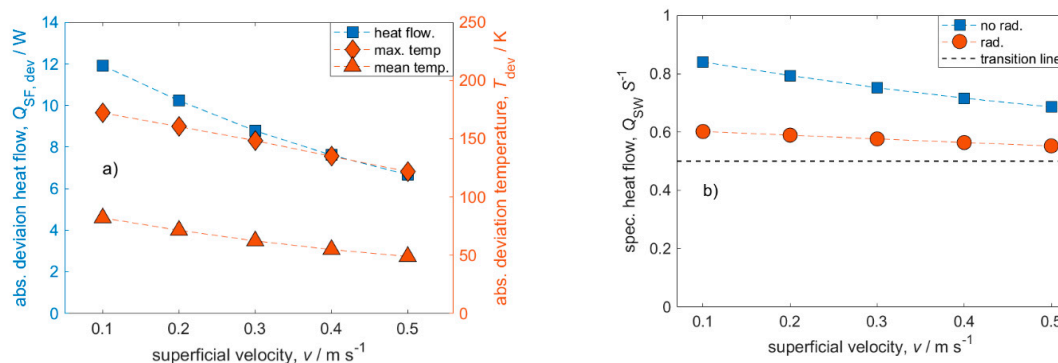 14
12
10
8
6
4
2
0
abs. deviaion heat flow, Q_SF, dev / W
0.1 0.2 0.3 0.4 0.5
superficial velocity, v / m s⁻¹
a)
heat flow.
max. temp
mean temp.
250
200
150
100
50
0
abs. deviation temperature, T_dev / K
1
0.8
0.6
0.4
0.2
0
spec. heat flow, Q_SW S⁻¹
0.1 0.2 0.3 0.4 0.5
superficial velocity, v / m s⁻¹
b)
no rad.
rad.
transition line